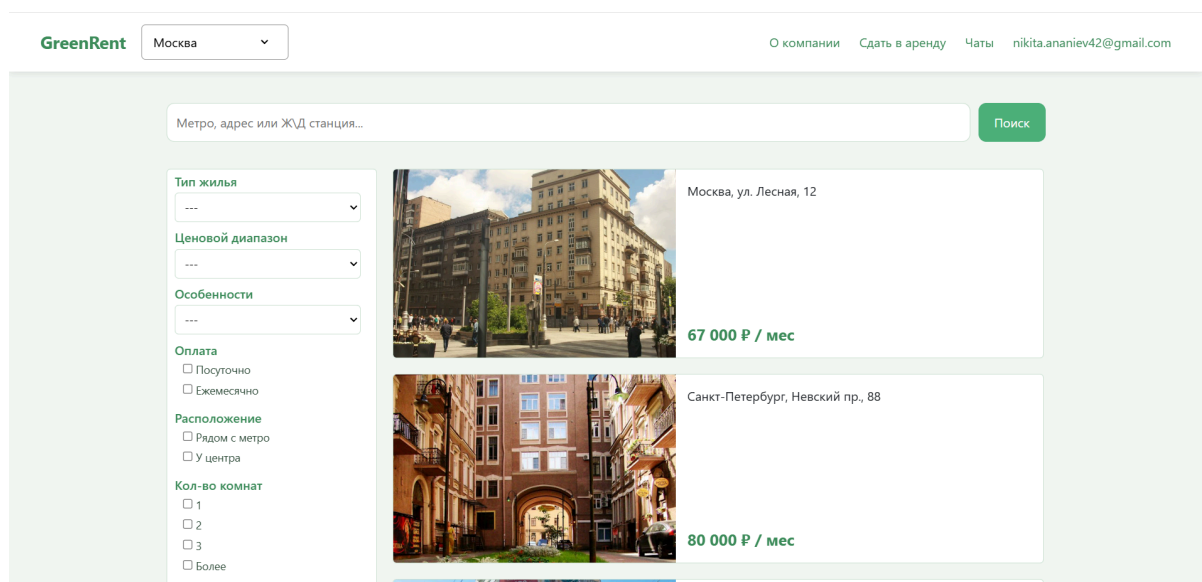 GreenRent
Москва
О компании Сдать в аренду Чаты nikita.ananiev42@gmail.com
Метро, адрес или Ж\Д станция...
Поиск
Тип жилья
---
Ценовой диапазон
---
Особенности
---
Оплата
Посуточно
Ежемесячно
Расположение
Рядом с метро
У центра
Кол-во комнат
1
2
3
Более
Москва, ул. Лесная, 12
67 000 ₽ / мес
Санкт-Петербург, Невский пр., 88
80 000 ₽ / мес